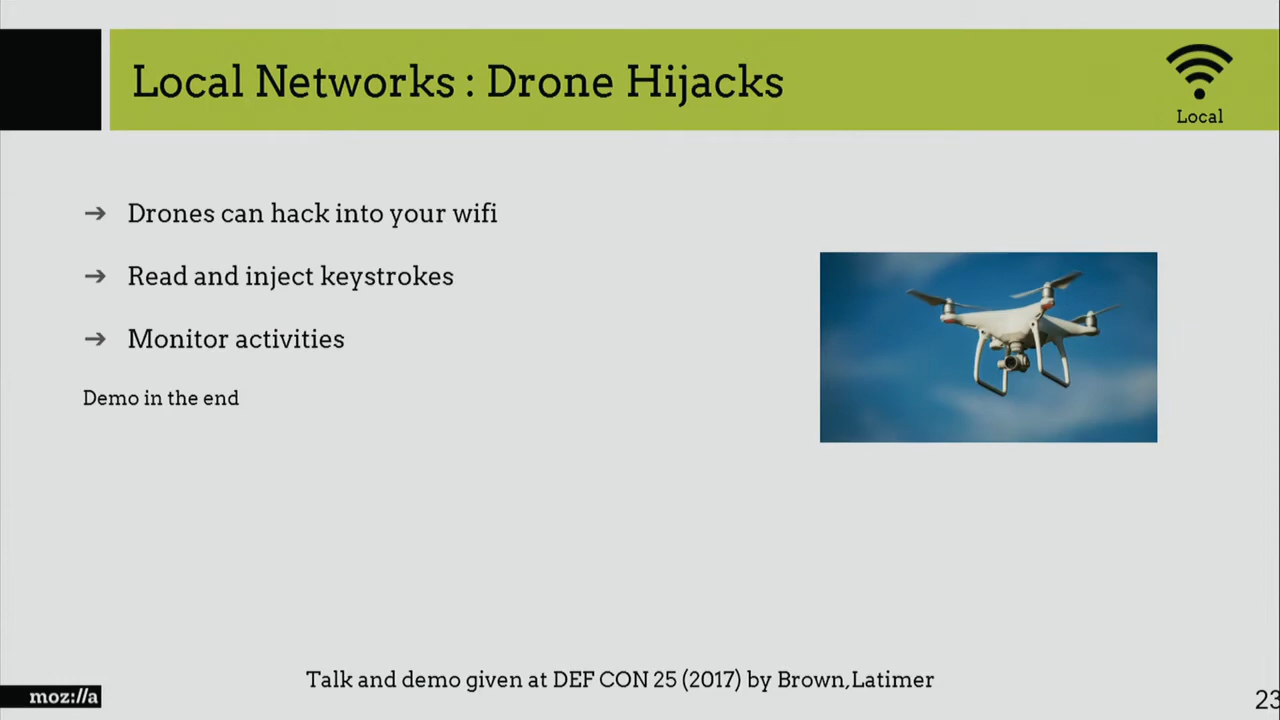 Local Networks : Drone Hijacks
Local
➔ Drones can hack into your wifi
➔ Read and inject keystrokes
➔ Monitor activities
Demo in the end
Talk and demo given at DEF CON 25 (2017) by Brown,Latimer
moz://a
23